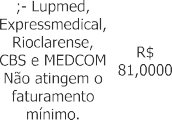 ;- Lupmed,
Expressmedical,
Rioclarense,
CBS e MEDCOM
Não atingem o
faturamento
mínimo.
R$
81,0000